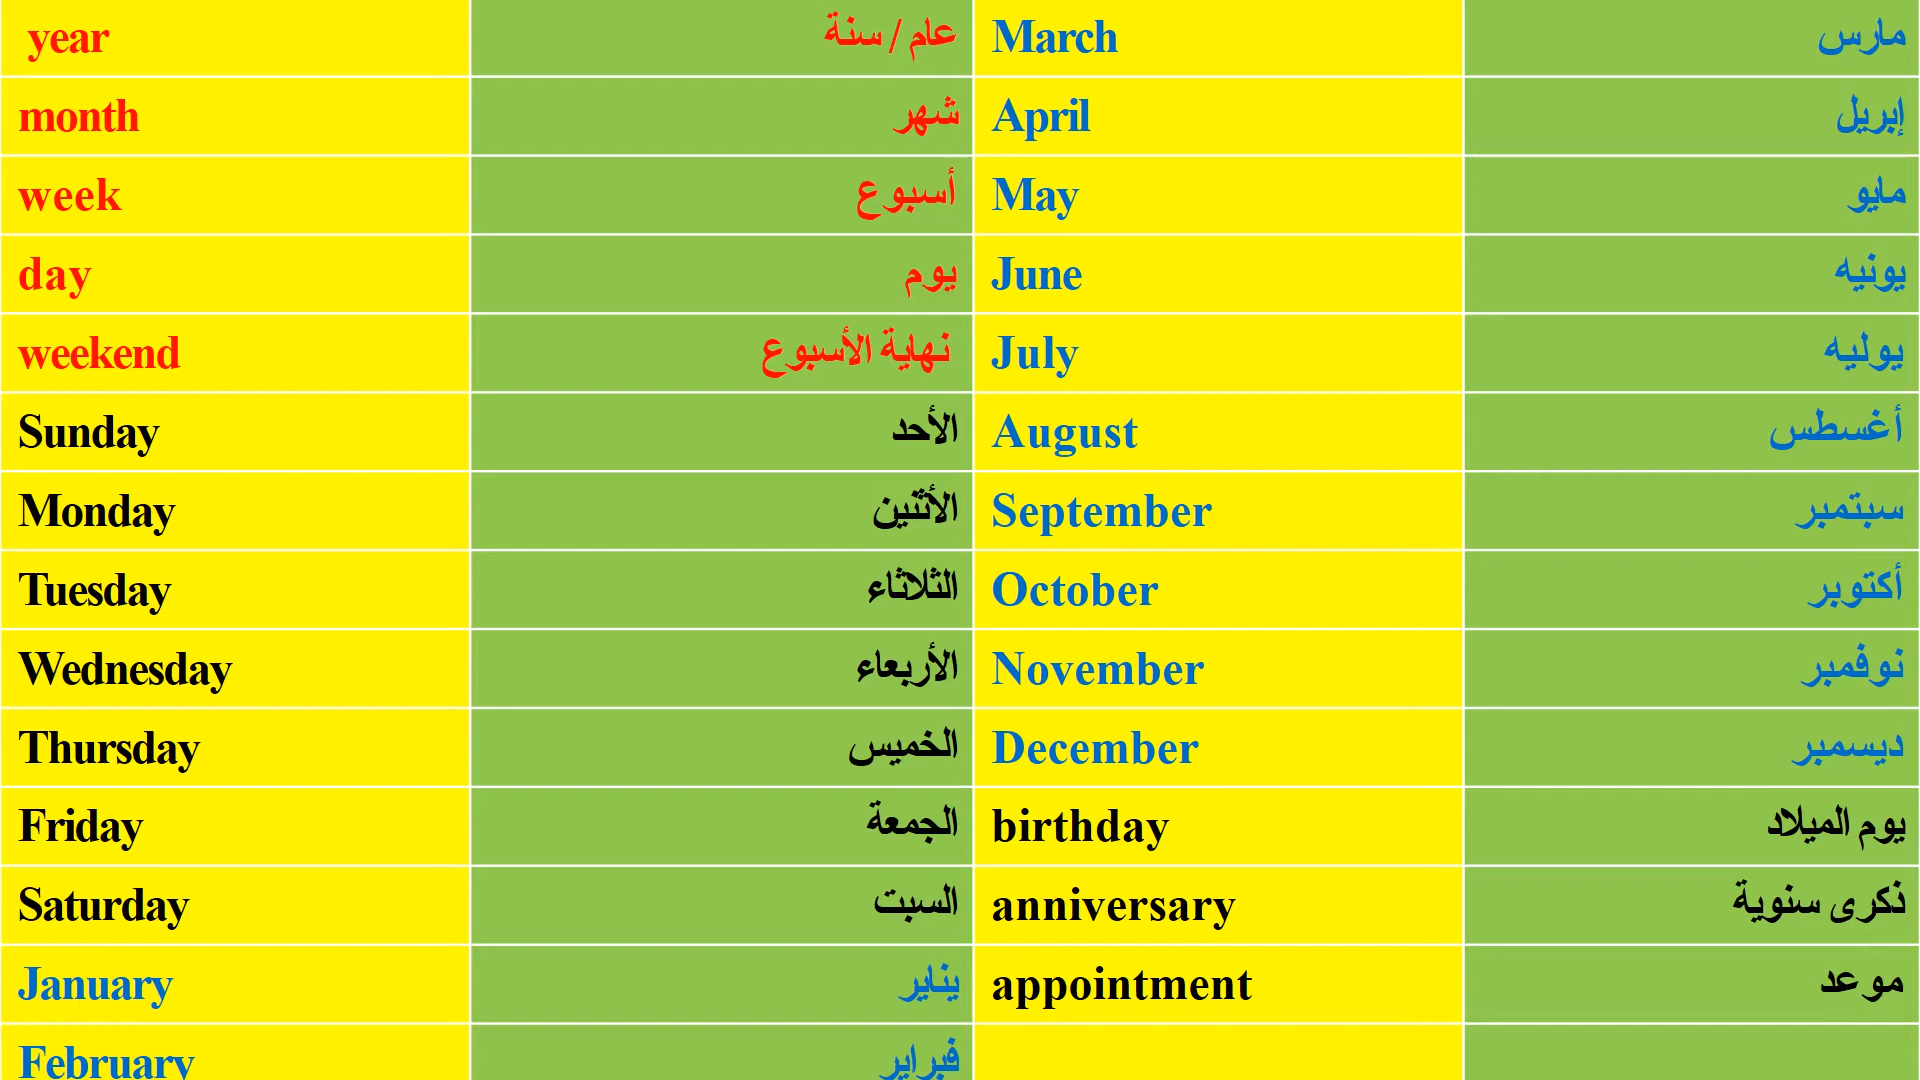 year عام / سنة March مارس
month شهر April إبريل
week أسبوع May مايو
day يوم June يونيه
weekend نهاية الأسبوع July يوليه
Sunday الأحد August أغسطس
Monday الأثنين September سبتمبر
Tuesday الثلاثاء October أكتوبر
Wednesday الأربعاء November نوفمبر
Thursday الخميس December ديسمبر
Friday الجمعة birthday يوم الميلاد
Saturday السبت anniversary ذكرى سنوية
January يناير appointment موعد
February فبراير